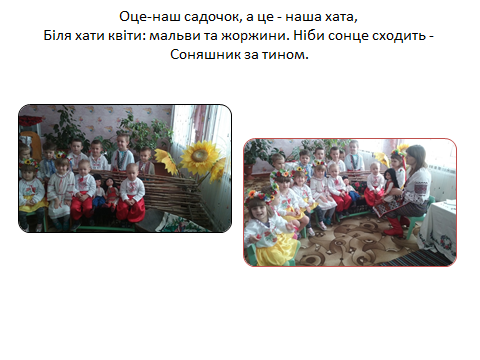 Оце-наш садочок, а це - наша хата,
Біля хати квіти: мальви та жоржини. Ніби сонце сходить -
Соняшник за тином.